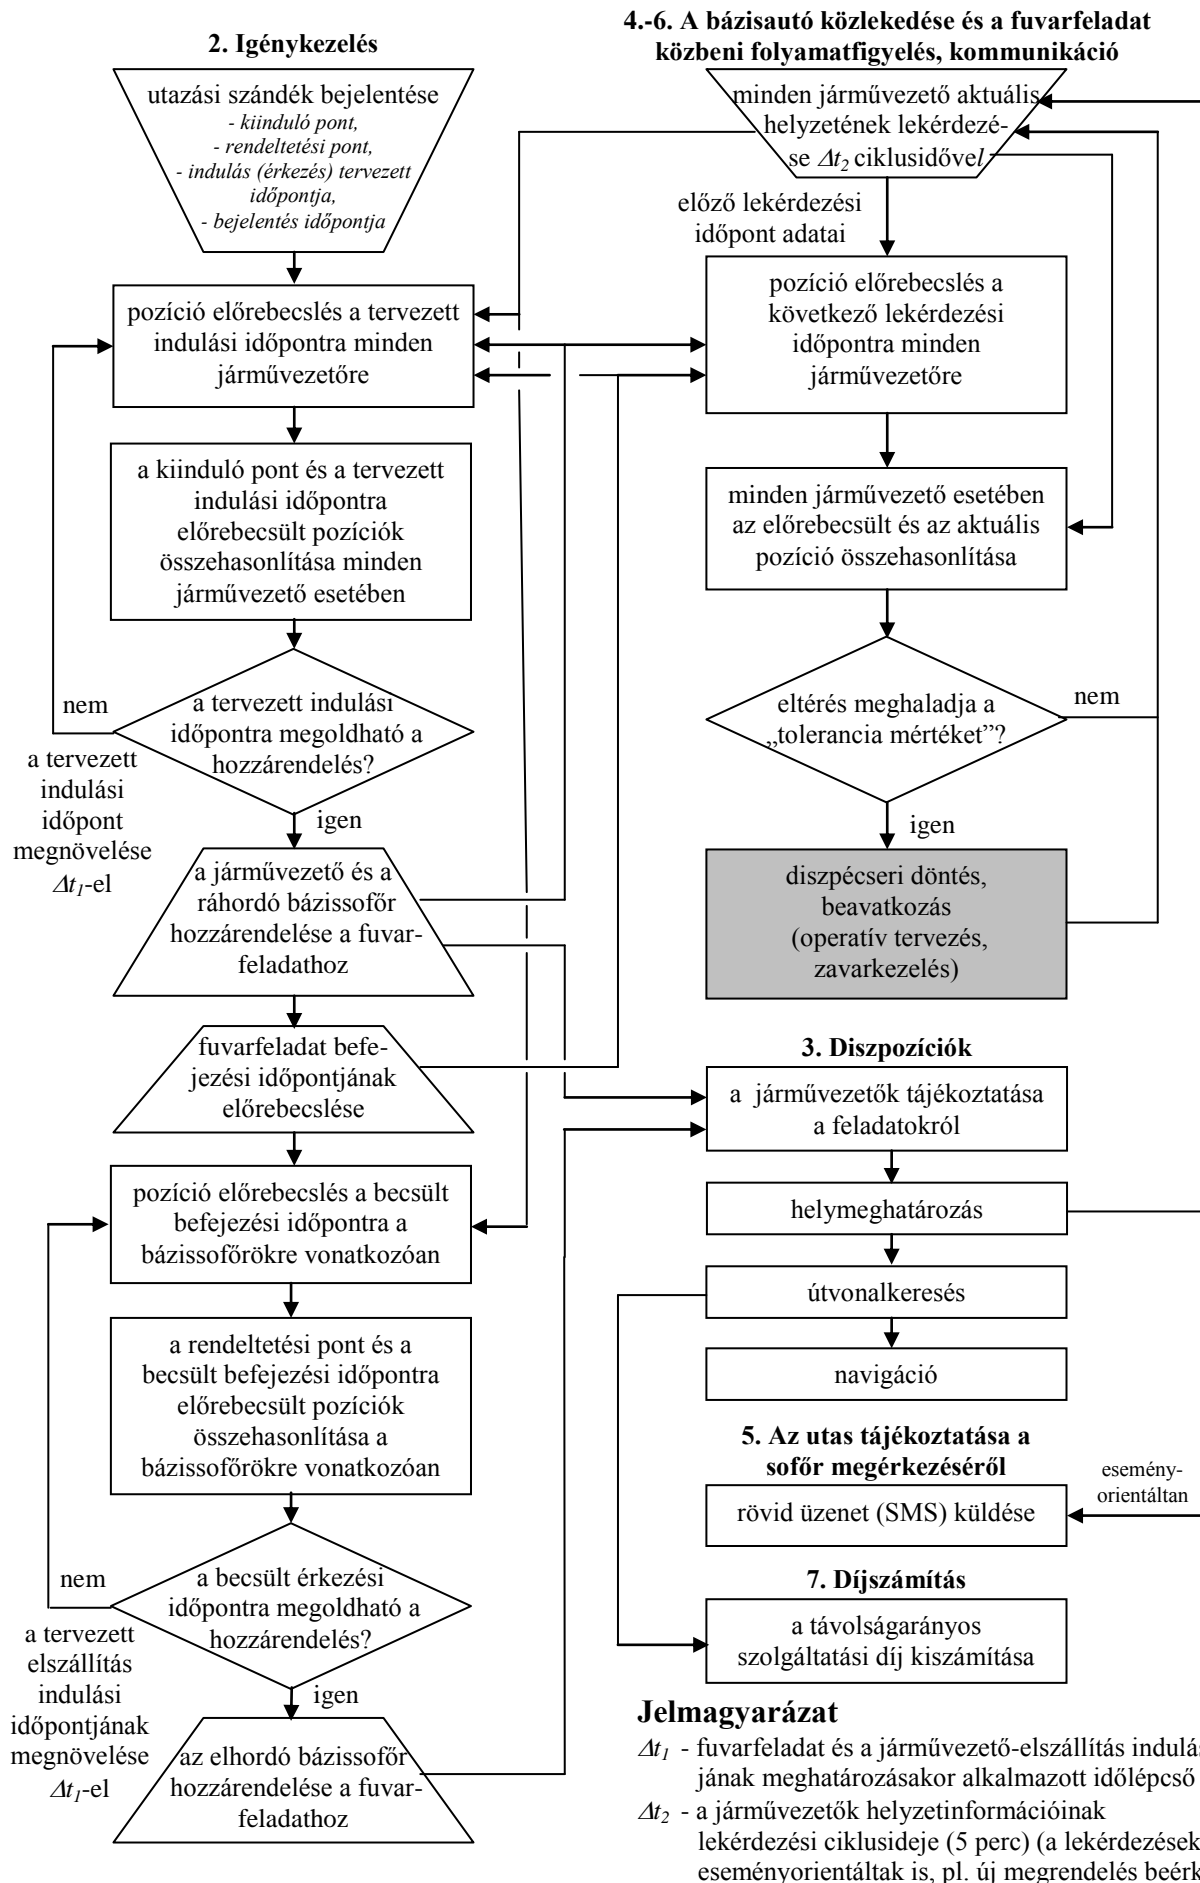 2. Igénykezelés
utazási szándék bejelentése
- kiinduló pont,
- rendeltetési pont,
- indulás (érkezés) tervezett
időpontja,
- bejelentés időpontja
pozíció előrebecslés a tervezett
indulási időpontra minden
járművezetőre
a kiinduló pont és a tervezett
indulási időpontra
előrebecsült pozíciók
összehasonlítása minden
járművezető esetében
a tervezett indulási
időpontra megoldható a
hozzárendelés?
nem
a tervezett
indulási
időpont
megnövelése
Δt1-el
igen
a járművezető és a
ráhordó bázissofőr
hozzárendelése a fuvar-
feladathoz
fuvarfeladat befe-
jezési időpontjának
előrebecslése
pozíció előrebecslés a becsült
befejezési időpontra a
bázissofőrökre vonatkozóan
a rendeltetési pont és a
becsült befejezési időpontra
előrebecsült pozíciók
összehasonlítása a
bázissofőrökre vonatkozóan
a becsült érkezési
időpontra megoldható a
hozzárendelés?
nem
a tervezett
elszállítás
indulási
időpontjának
megnövelése
Δt1-el
igen
az elhordó bázissofőr
hozzárendelése a fuvar-
feladathoz
4.-6. A bázisautó közlekedése és a fuvarfeladat
közbeni folyamatfigyelés, kommunikáció
minden járművezető aktuális
helyzetének lekérdezé-
se Δt2 ciklusidővel
előző lekérdezési
időpont adatai
pozíció előrebecslés a
következő lekérdezési
időpontra minden
járművezetőre
minden járművezető esetében
az előrebecsült és az aktuális
pozíció összehasonlítása
eltérés meghaladja a
„tolerancia mértéket”?
nem
igen
diszpécseri döntés,
beavatkozás
(operatív tervezés,
zavarkezelés)
3. Diszpozíciók
a járművezetők tájékoztatása
a feladatokról
helymeghatározás
útvonalkeresés
navigáció
5. Az utas tájékoztatása a
sofőr megérkezéséről
esemény-
orientáltan
rövid üzenet (SMS) küldése
7. Díjszámítás
a távolságarányos
szolgáltatási díj kiszámítása
Jelmagyarázat
Δt1 - fuvarfeladat és a járművezető-elszállítás indulás
jának meghatározásakor alkalmazott időlépcső
Δt2 - a járművezetők helyzetinformációinak
lekérdezési ciklusideje (5 perc) (a lekérdezések
eseményorientáltak is, pl. új megrendelés beérk